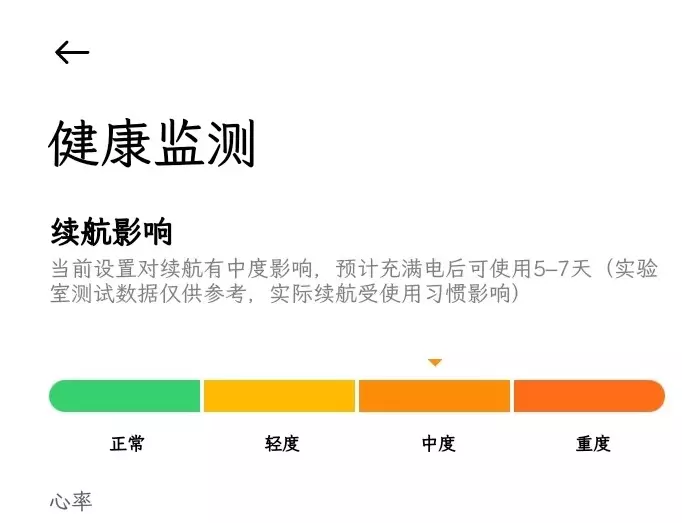 健康监测
续航影响
当前设置对续航有中度影响，预计充满电后可使用5–7天（实验
室测试数据仅供参考，实际续航受使用习惯影响）
正常 轻度 中度 重度
心率